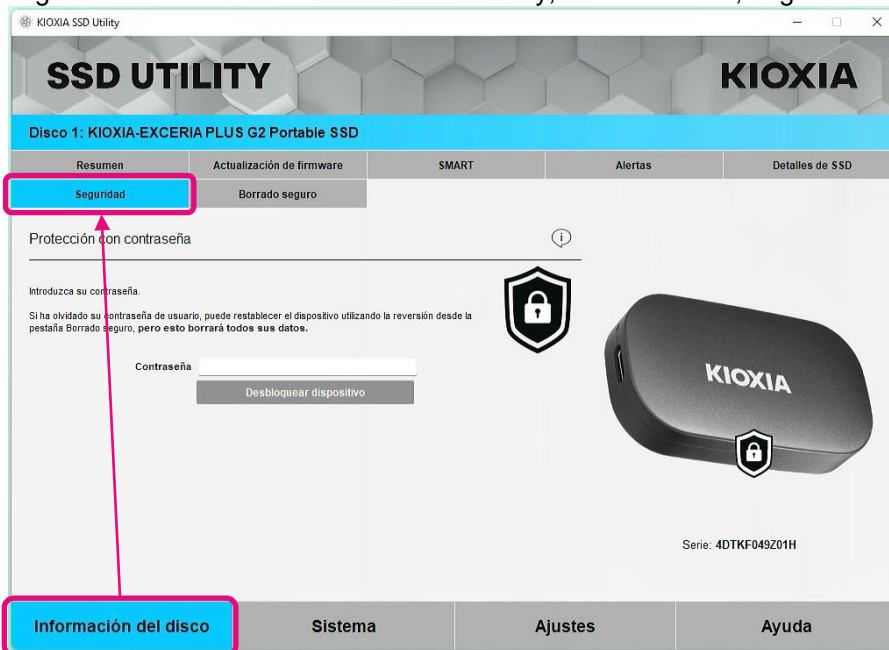 KIOXIA SSD Utility
SSD UTILITY
KIOXIA
Disco 1: KIOXIA-EXCERIA PLUS G2 Portable SSD
Resumen
Actualización de firmware
SMART
Alertas
Detalles de SSD
Seguridad
Borrado seguro
Protección con contraseña
Introduzca su contraseña.
Si ha olvidado su contraseña de usuario, puede restablecer el dispositivo utilizando la reversión desde la
pestaña Borrado seguro, pero esto borrará todos sus datos.
Contraseña
Desbloquear dispositivo
KIOXIA
Serie: 4DTKF049Z01H
Información del disco
Sistema
Ajustes
Ayuda